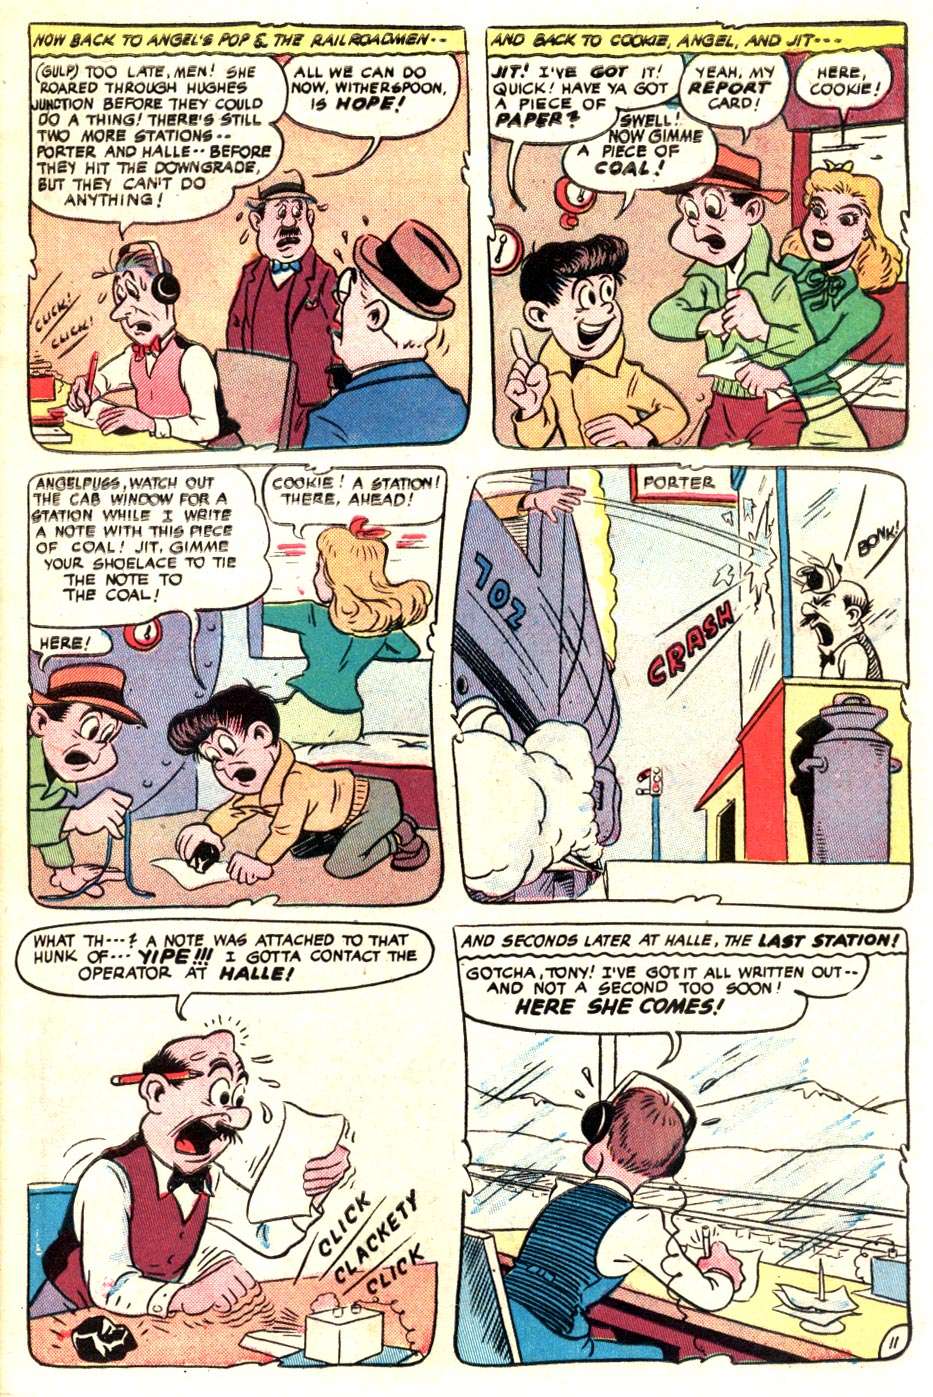 NOW BACK TO ANGEL'S POP & THE RAILROADMEN--
(GULP) TOO LATE, MEN! SHE
ROARED THROUGH HUGHES
JUNCTION BEFORE THEY COULD
DO A THING! THERE'S STILL
TWO MORE STATIONS--
PORTER AND HALLE--BEFORE
THEY HIT THE DOWNGRADE,
BUT THEY CAN'T DO
ANYTHING!
ALL WE CAN DO
NOW, WITHERSPOON,
IS HOPE!
CLICK!
CLICK!
AND BACK TO COOKIE, ANGEL, AND JIT---
JIT! I'VE GOT IT!
QUICK! HAVE YA GOT
A PIECE OF
PAPER?
YEAH, MY
REPORT
CARD!
HERE,
COOKIE!
SWELL!
NOW GIMME
A PIECE OF
COAL!
ANGELPUSS, WATCH OUT
THE CAB WINDOW FOR A
STATION WHILE I WRITE
A NOTE WITH THIS PIECE
OF COAL! JIT, GIMME
YOUR SHOELACE TO TIE
THE NOTE TO
THE COAL!
COOKIE! A STATION!
THERE, AHEAD!
HERE!
PORTER
702
CRASH
BONK!
WHAT TH---? A NOTE WAS ATTACHED TO THAT
HUNK OF--- YIPE!!! I GOTTA CONTACT THE
OPERATOR AT HALLE!
CLICK
CLACKETY
CLICK
AND SECONDS LATER AT HALLE, THE LAST STATION!
GOTCHA, TONY! I'VE GOT IT ALL WRITTEN OUT--
AND NOT A SECOND TOO SOON!
HERE SHE COMES!
11